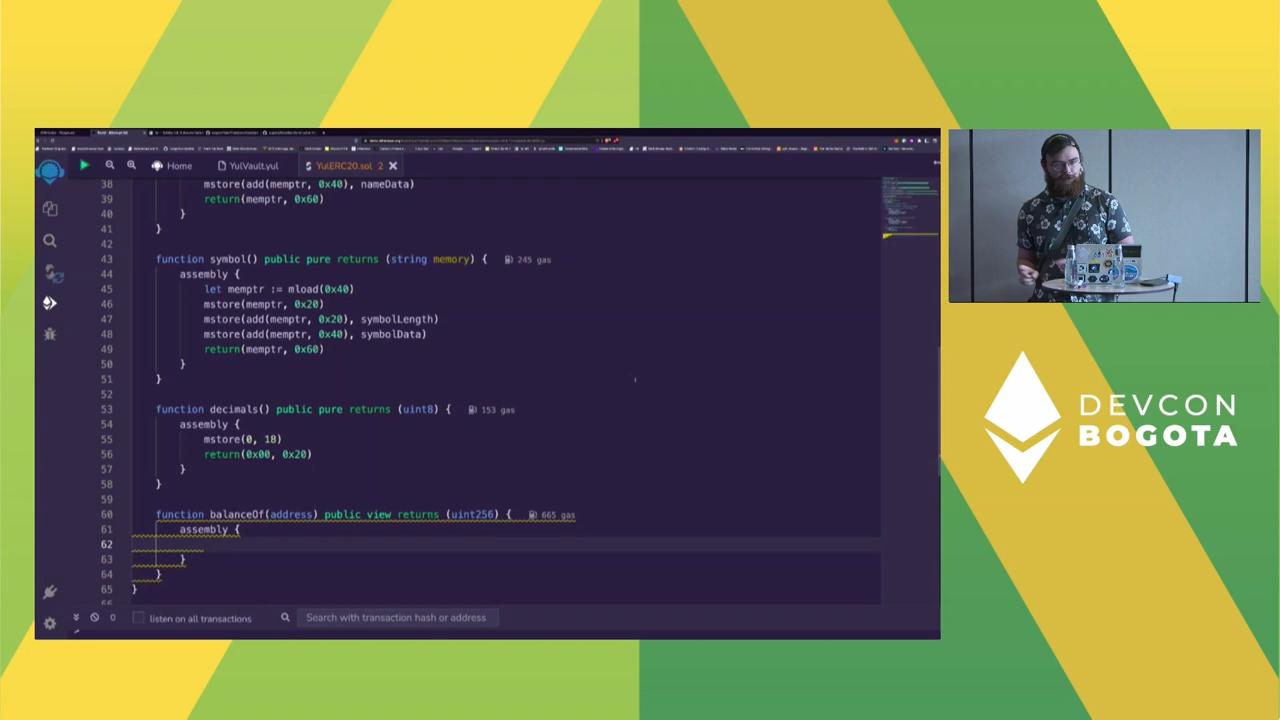 Home
YulVault.yul
YulERC20.sol 2
38 mstore(add(memptr, 0x40), nameData)
39 return(memptr, 0x60)
40 }
41 }
42
43 function symbol() public pure returns (string memory) { 245 gas
44 assembly {
45 let memptr := mload(0x40)
46 mstore(memptr, 0x20)
47 mstore(add(memptr, 0x20), symbolLength)
48 mstore(add(memptr, 0x40), symbolData)
49 return(memptr, 0x60)
50 }
51 }
52
53 function decimals() public pure returns (uint8) { 153 gas
54 assembly {
55 mstore(0, 18)
56 return(0x00, 0x20)
57 }
58 }
59
60 function balanceOf(address) public view returns (uint256) { 665 gas
61 assembly {
62
63 }
64 }
65 }
66
0 listen on all transactions Search with transaction hash or address
DEVCON
BOGOTA